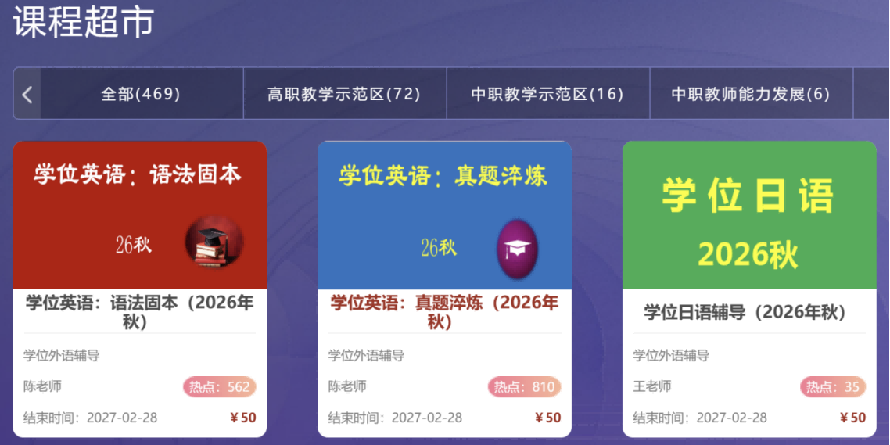 课程超市
全部(469)
高职教学示范区(72)
中职教学示范区(16)
中职教师能力发展(6)
学位英语：语法固本
26秋
学位英语：语法固本（2026年
秋）
学位外语辅导
陈老师
热点：562
结束时间：2027-02-28
￥50
学位英语：真题淬炼
26秋
学位英语：真题淬炼（2026年
秋）
学位外语辅导
陈老师
热点：810
结束时间：2027-02-28
￥50
学位日语
2026秋
学位日语辅导（2026年秋）
学位外语辅导
王老师
热点：35
结束时间：2027-02-28
￥50